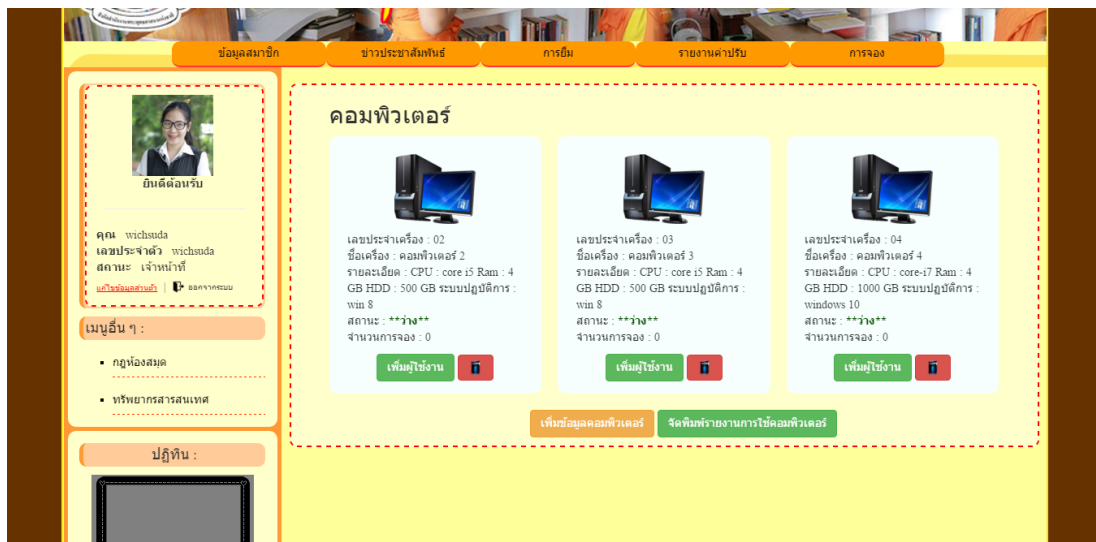 ข้อมูลสมาชิก
ข่าวประชาสัมพันธ์
การยืม
รายงานค่าปรับ
การจอง
ยินดีต้อนรับ
คุณ wichsuda
เลขประจำตัว wichsuda
สถานะ เจ้าหน้าที่
แก้ไขข้อมูลส่วนตัว | ออกจากระบบ
เมนูอื่น ๆ :
กฎห้องสมุด
ทรัพยากรสารสนเทศ
ปฏิทิน :
คอมพิวเตอร์
เลขประจำเครื่อง : 02
ชื่อเครื่อง : คอมพิวเตอร์ 2
รายละเอียด : CPU : core i5 Ram : 4
GB HDD : 500 GB ระบบปฏิบัติการ :
win 8
สถานะ : **ว่าง**
จำนวนการจอง : 0
เพิ่มผู้ใช้งาน
เลขประจำเครื่อง : 03
ชื่อเครื่อง : คอมพิวเตอร์ 3
รายละเอียด : CPU : core i5 Ram : 4
GB HDD : 500 GB ระบบปฏิบัติการ :
win 8
สถานะ : **ว่าง**
จำนวนการจอง : 0
เพิ่มผู้ใช้งาน
เลขประจำเครื่อง : 04
ชื่อเครื่อง : คอมพิวเตอร์ 4
รายละเอียด : CPU : core-i7 Ram : 4
GB HDD : 1000 GB ระบบปฏิบัติการ :
windows 10
สถานะ : **ว่าง**
จำนวนการจอง : 0
เพิ่มผู้ใช้งาน
เพิ่มข้อมูลคอมพิวเตอร์
จัดพิมพ์รายงานการใช้คอมพิวเตอร์